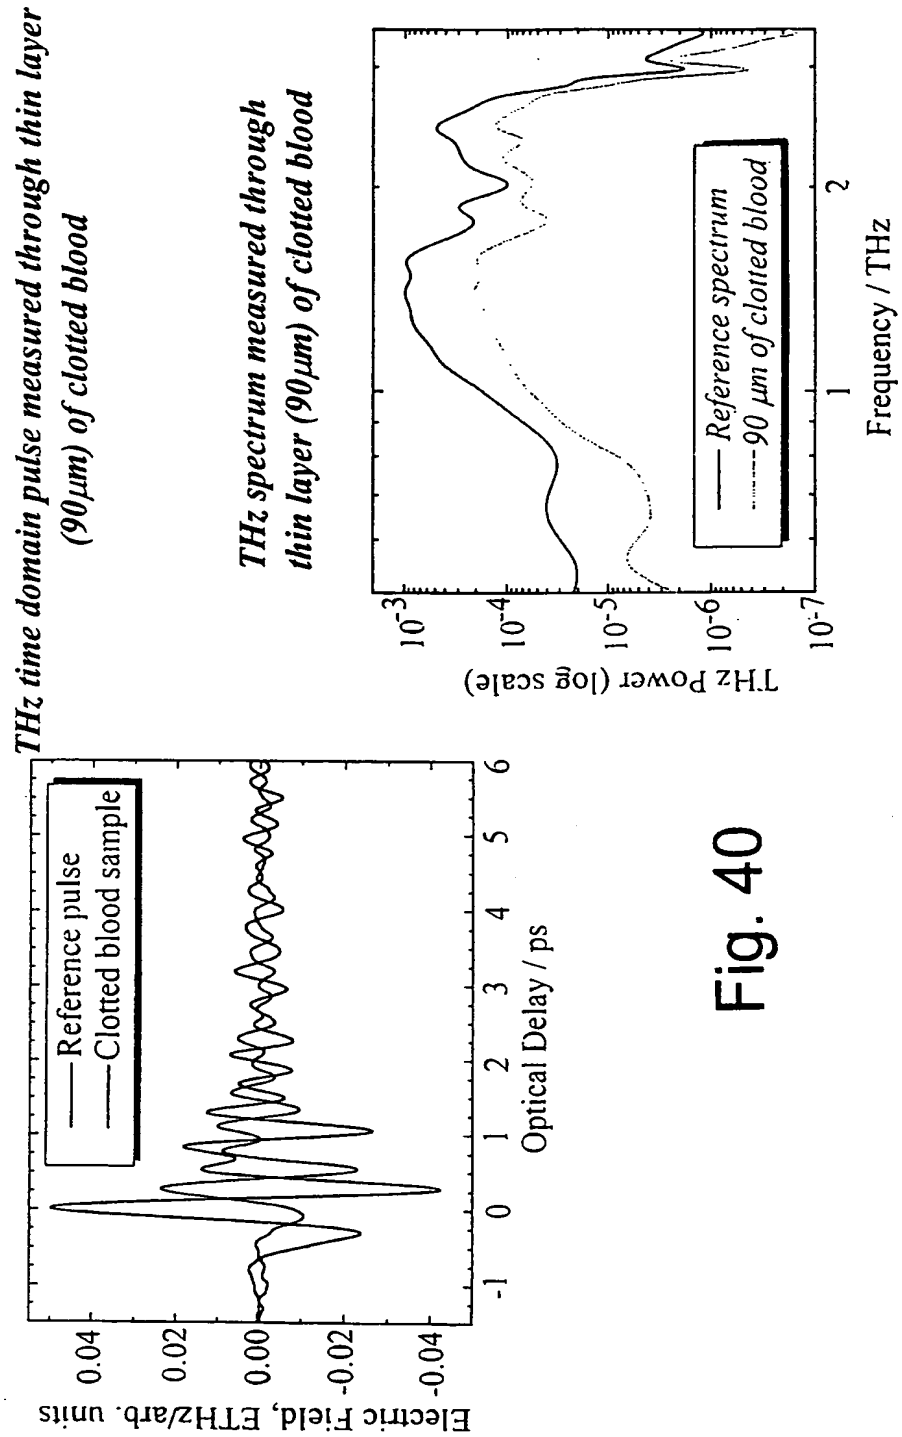 THz time domain pulse measured through thin layer
(90μm) of clotted blood
Reference pulse
Clotted blood sample
0.04
0.02
0.00
-0.02
-0.04
Electric Field, ETHz/arb. units
-1
0
1
2
3
4
5
6
Optical Delay / ps
THz spectrum measured through
thin layer (90μm) of clotted blood
10-3
10-4
10-5
10-6
10-7
THz Power (log scale)
Reference spectrum
90 μm of clotted blood
1
2
Frequency / THz
Fig. 40